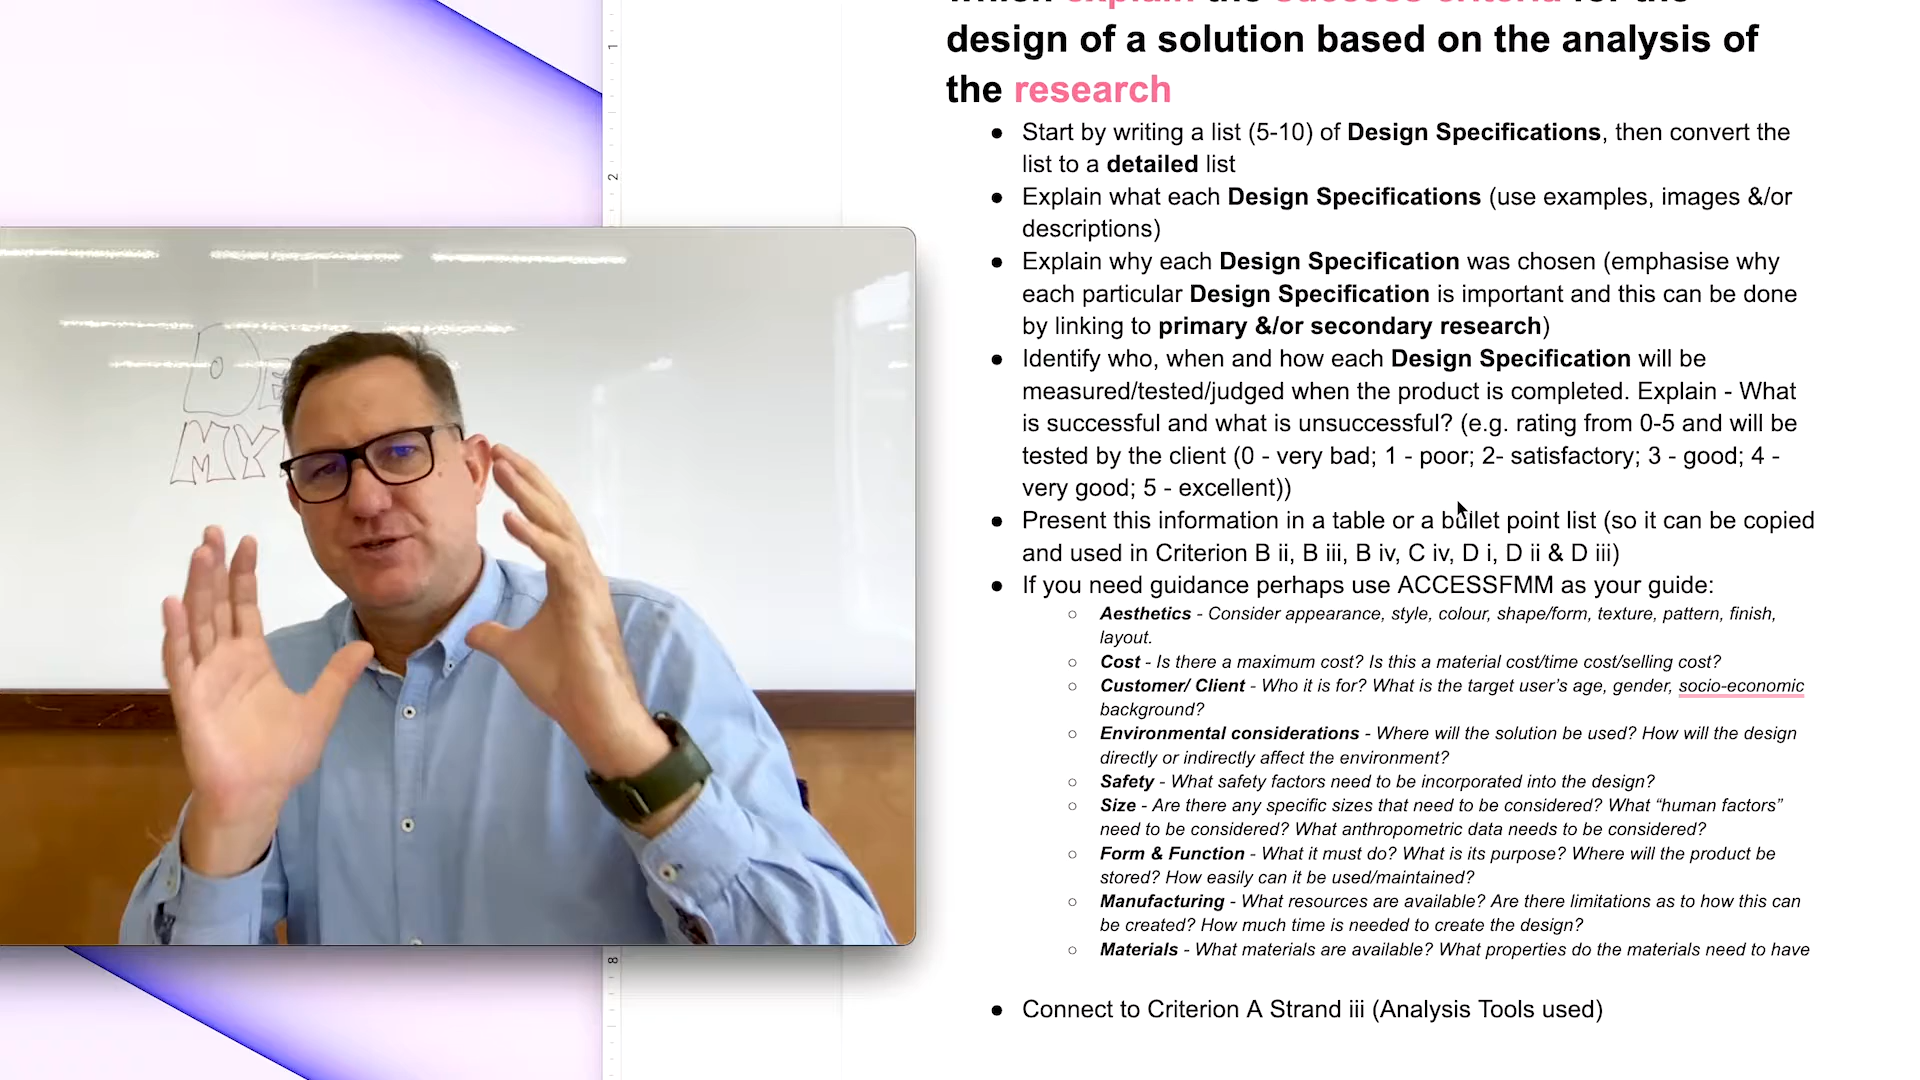 design of a solution based on the analysis of
the research
● Start by writing a list (5-10) of Design Specifications, then convert the
list to a detailed list
● Explain what each Design Specifications (use examples, images &/or
descriptions)
● Explain why each Design Specification was chosen (emphasise why
each particular Design Specification is important and this can be done
by linking to primary &/or secondary research)
● Identify who, when and how each Design Specification will be
measured/tested/judged when the product is completed. Explain - What
is successful and what is unsuccessful? (e.g. rating from 0-5 and will be
tested by the client (0 - very bad; 1 - poor; 2- satisfactory; 3 - good; 4 -
very good; 5 - excellent))
● Present this information in a table or a bullet point list (so it can be copied
and used in Criterion B ii, B iii, B iv, C iv, D i, D ii & D iii)
● If you need guidance perhaps use ACCESSFMM as your guide:
○ Aesthetics - Consider appearance, style, colour, shape/form, texture, pattern, finish,
layout.
○ Cost - Is there a maximum cost? Is this a material cost/time cost/selling cost?
○ Customer/ Client - Who it is for? What is the target user’s age, gender, socio-economic
background?
○ Environmental considerations - Where will the solution be used? How will the design
directly or indirectly affect the environment?
○ Safety - What safety factors need to be incorporated into the design?
○ Size - Are there any specific sizes that need to be considered? What “human factors”
need to be considered? What anthropometric data needs to be considered?
○ Form & Function - What it must do? What is its purpose? Where will the product be
stored? How easily can it be used/maintained?
○ Manufacturing - What resources are available? Are there limitations as to how this can
be created? How much time is needed to create the design?
○ Materials - What materials are available? What properties do the materials need to have
● Connect to Criterion A Strand iii (Analysis Tools used)
1
2
8
MY